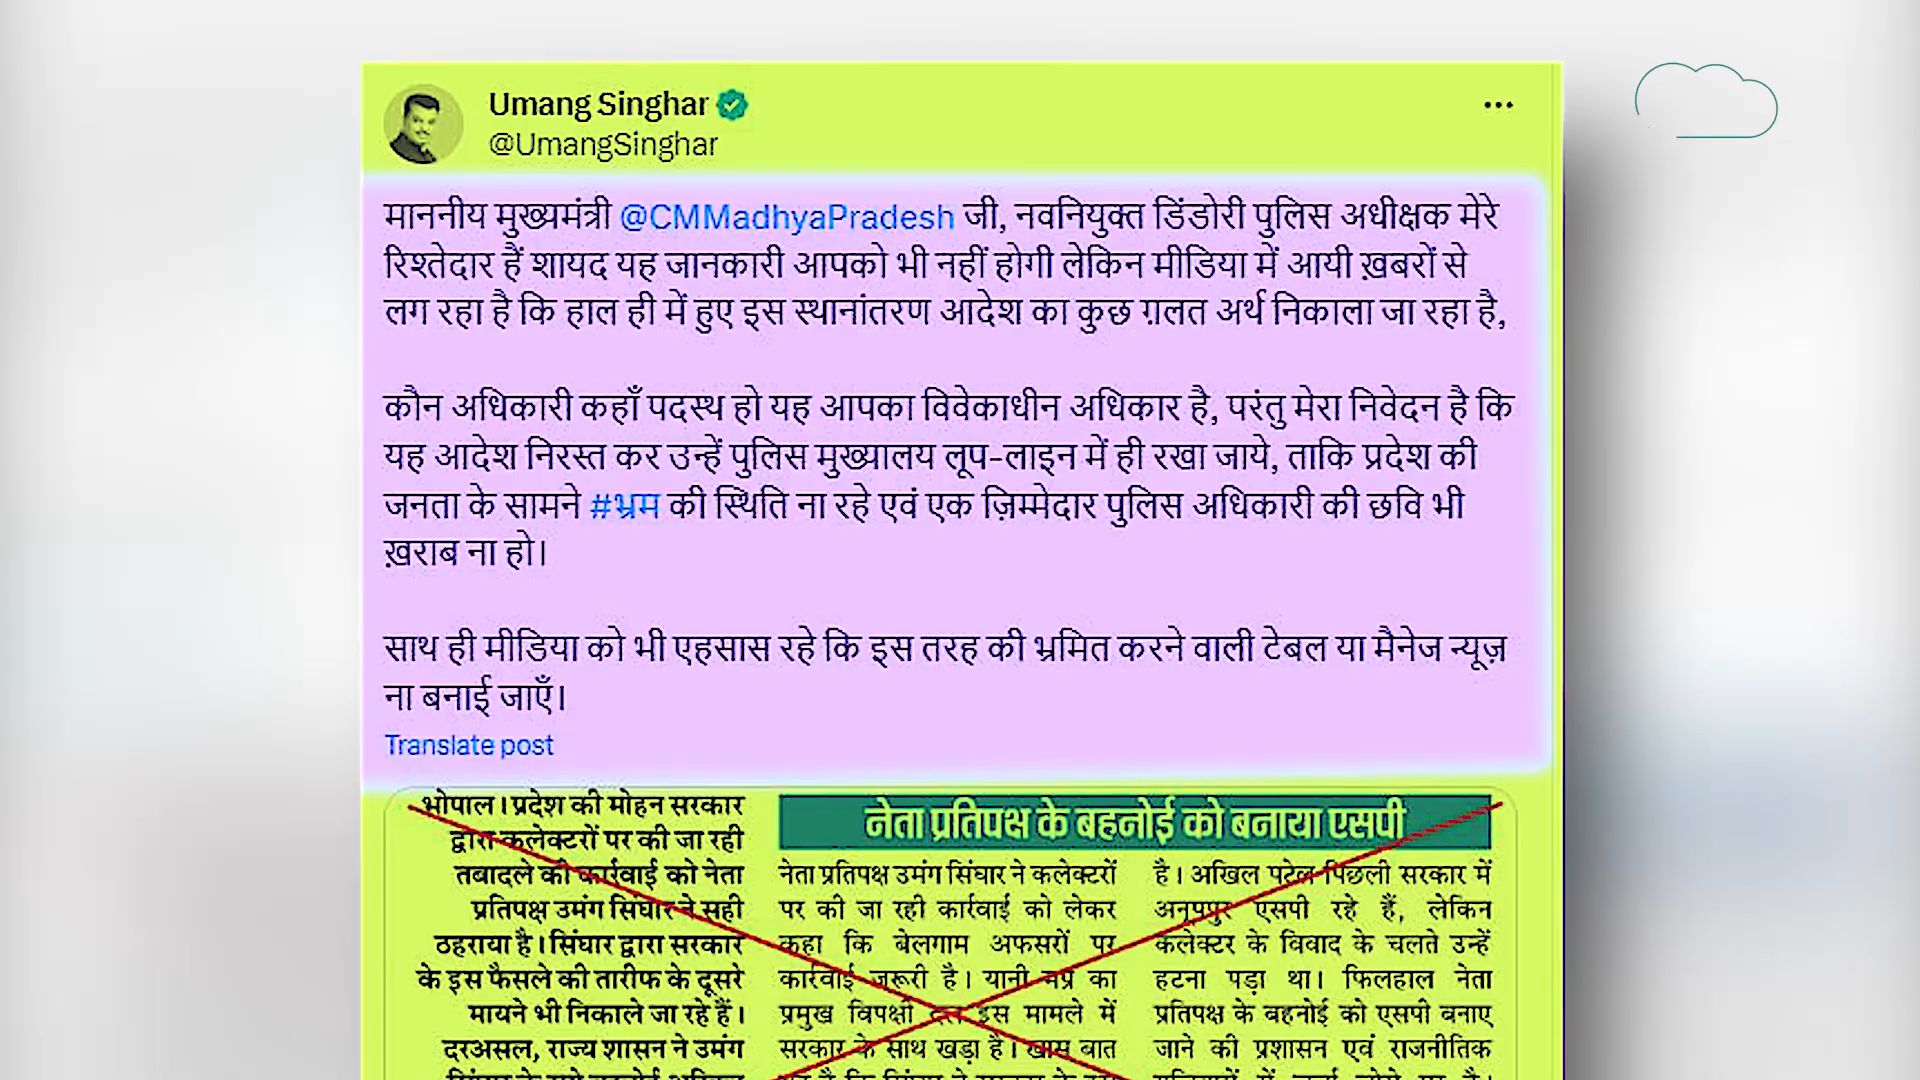 Umang Singhar
@UmangSinghar
माननीय मुख्यमंत्री @CMMadhyaPradesh जी, नवनियुक्त डिंडोरी पुलिस अधीक्षक मेरे
रिश्तेदार हैं शायद यह जानकारी आपको भी नहीं होगी लेकिन मीडिया में आयी ख़बरों से
लग रहा है कि हाल ही में हुए इस स्थानांतरण आदेश का कुछ ग़लत अर्थ निकाला जा रहा है,
कौन अधिकारी कहाँ पदस्थ हो यह आपका विवेकाधीन अधिकार है, परंतु मेरा निवेदन है कि
यह आदेश निरस्त कर उन्हें पुलिस मुख्यालय लूप-लाइन में ही रखा जाये, ताकि प्रदेश की
जनता के सामने #भ्रम की स्थिति ना रहे एवं एक ज़िम्मेदार पुलिस अधिकारी की छवि भी
ख़राब ना हो।
साथ ही मीडिया को भी एहसास रहे कि इस तरह की भ्रमित करने वाली टेबल या मैनेज न्यूज़
ना बनाई जाएँ।
Translate post
भोपाल। प्रदेश की मोहन सरकार
द्वारा कलेक्टरों पर की जा रही
तबादले की कार्रवाई को नेता
प्रतिपक्ष उमंग सिंघार ने सही
ठहराया है। सिंघार द्वारा सरकार
के इस फैसले की तारीफ के दूसरे
मायने भी निकाले जा रहे हैं।
दरअसल, राज्य शासन ने उमंग
नेता प्रतिपक्ष के बहनोई को बनाया एसपी
नेता प्रतिपक्ष उमंग सिंघार ने कलेक्टरों
पर की जा रही कार्रवाई को लेकर
कहा कि बेलगाम अफसरों पर
कार्रवाई जरूरी है। यानी मप्र का
प्रमुख विपक्षी दल इस मामले में
सरकार के साथ खड़ा है। खास बात
है। अखिल पटेल पिछली सरकार में
अनूपपुर एसपी रहे हैं, लेकिन
कलेक्टर के विवाद के चलते उन्हें
हटना पड़ा था। फिलहाल नेता
प्रतिपक्ष के बहनोई को एसपी बनाए
जाने की प्रशासन एवं राजनीतिक